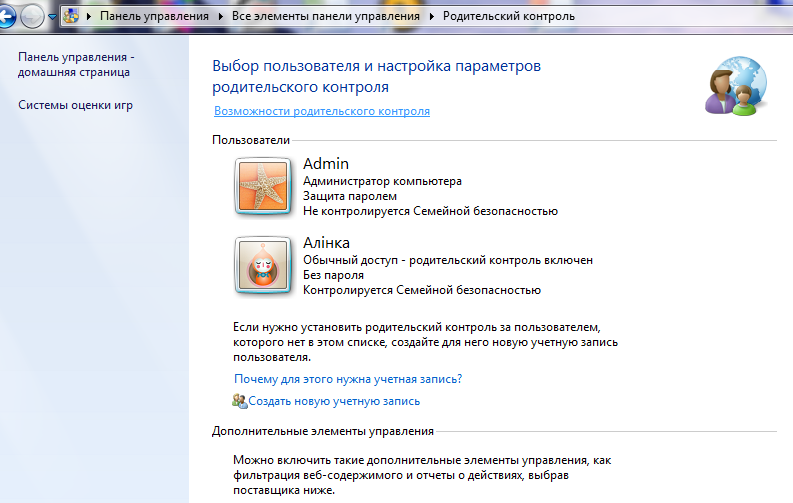 Панель управления ▸ Все элементы панели управления ▸ Родительский контроль
Панель управления -
домашняя страница
Системы оценки игр
Выбор пользователя и настройка параметров
родительского контроля
Возможности родительского контроля
Пользователи
Admin
Администратор компьютера
Защита паролем
Не контролируется Семейной безопасностью
Алінка
Обычный доступ - родительский контроль включен
Без пароля
Контролируется Семейной безопасностью
Если нужно установить родительский контроль за пользователем,
которого нет в этом списке, создайте для него новую учетную запись
пользователя.
Почему для этого нужна учетная запись?
Создать новую учетную запись
Дополнительные элементы управления
Можно включить такие дополнительные элементы управления, как
фильтрация веб-содержимого и отчеты о действиях, выбрав
поставщика ниже.